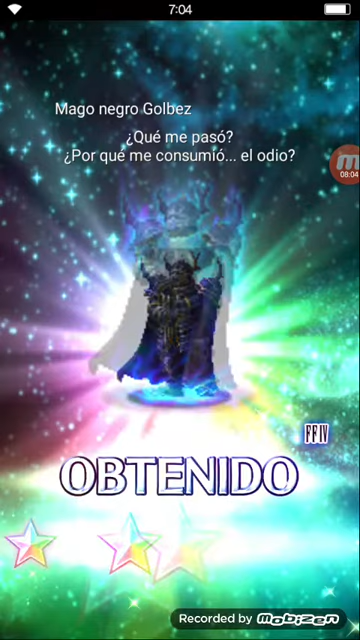 7:04
Mago negro Golbez
¿Qué me pasó?
¿Por qué me consumió... el odio?
08:04
FFIV
OBTENIDO
Recorded by mobizen